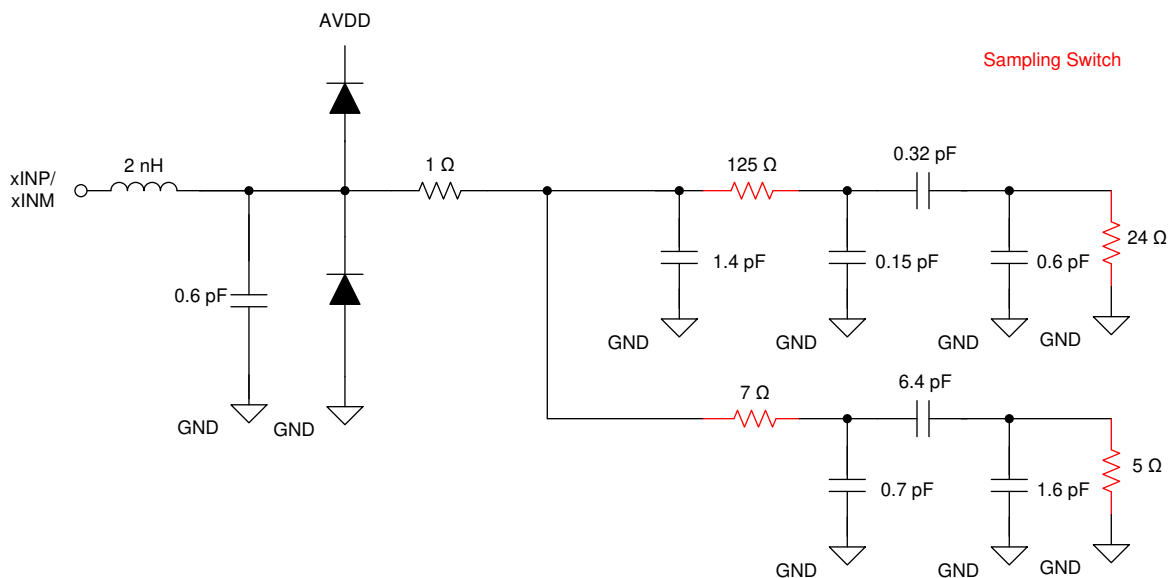 AVDD
Sampling Switch
2 nH
1 Ω
125 Ω
0.32 pF
xINP/
xINM
24 Ω
0.6 pF
1.4 pF
0.15 pF
0.6 pF
GND
GND
GND
GND
7 Ω
6.4 pF
GND
GND
5 Ω
0.7 pF
1.6 pF
GND
GND
GND